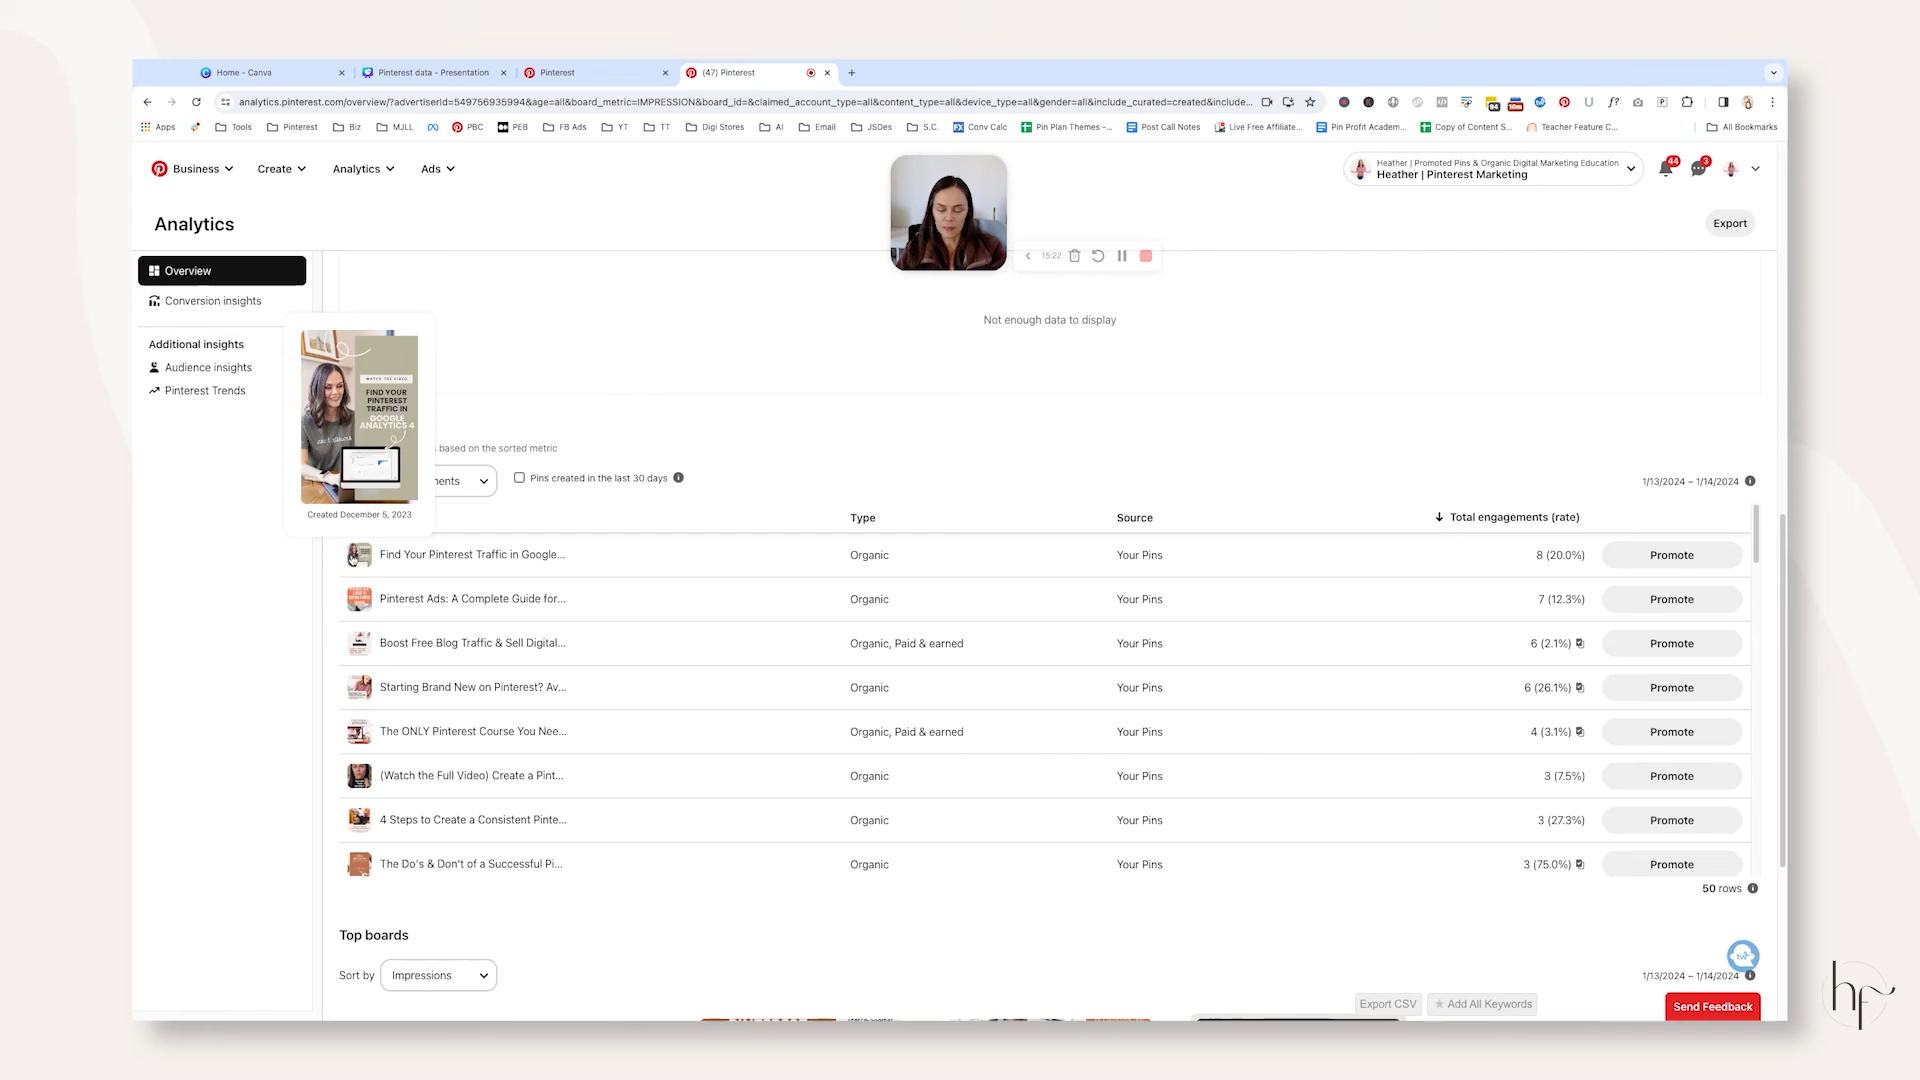 Home - Canva
Pinterest data - Presentation
Pinterest
(47) Pinterest
analytics.pinterest.com/overview/?advertiserId=549756935994&age=all&board_metric=IMPRESSION&board_id=&claimed_account_type=all&content_type=all&device_type=all&gender=all&include_curated=created&include...
Apps
Tools
Pinterest
Biz
MJLL
PBC
PEB
FB Ads
YT
TT
Digi Stores
AI
Email
JSDes
S.C.
Conv Calc
Pin Plan Themes -...
Post Call Notes
Live Free Affiliate...
Pin Profit Academ...
Copy of Content S...
Teacher Feature C...
All Bookmarks
Business
Create
Analytics
Ads
Heather | Promoted Pins & Organic Digital Marketing Education
Heather | Pinterest Marketing
44
3
Analytics
Export
Overview
15:22
Conversion insights
Additional insights
Audience insights
Pinterest Trends
Not enough data to display
WATCH THE VIDEO
FIND YOUR
PINTEREST
TRAFFIC IN
GOOGLE
ANALYTICS 4
Created December 5, 2023
s based on the sorted metric
ments
Pins created in the last 30 days
1/13/2024 – 1/14/2024
Type
Source
Total engagements (rate)
Find Your Pinterest Traffic in Google...
Organic
Your Pins
8 (20.0%)
Promote
Pinterest Ads: A Complete Guide for...
Organic
Your Pins
7 (12.3%)
Promote
Boost Free Blog Traffic & Sell Digital...
Organic, Paid & earned
Your Pins
6 (2.1%)
Promote
Starting Brand New on Pinterest? Av...
Organic
Your Pins
6 (26.1%)
Promote
The ONLY Pinterest Course You Nee...
Organic, Paid & earned
Your Pins
4 (3.1%)
Promote
(Watch the Full Video) Create a Pint...
Organic
Your Pins
3 (7.5%)
Promote
4 Steps to Create a Consistent Pinte...
Organic
Your Pins
3 (27.3%)
Promote
The Do's & Don't of a Successful Pi...
Organic
Your Pins
3 (75.0%)
Promote
50 rows
Top boards
Sort by
Impressions
1/13/2024 – 1/14/2024
Export CSV
Add All Keywords
Send Feedback
hf